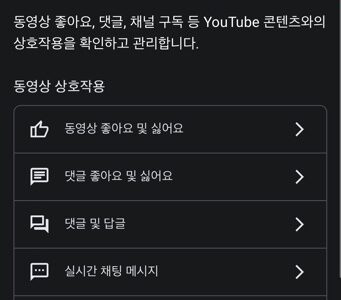 동영상 좋아요, 댓글, 채널 구독 등 YouTube 콘텐츠와의
상호작용을 확인하고 관리합니다.
동영상 상호작용
동영상 좋아요 및 싫어요
댓글 좋아요 및 싫어요
댓글 및 답글
실시간 채팅 메시지